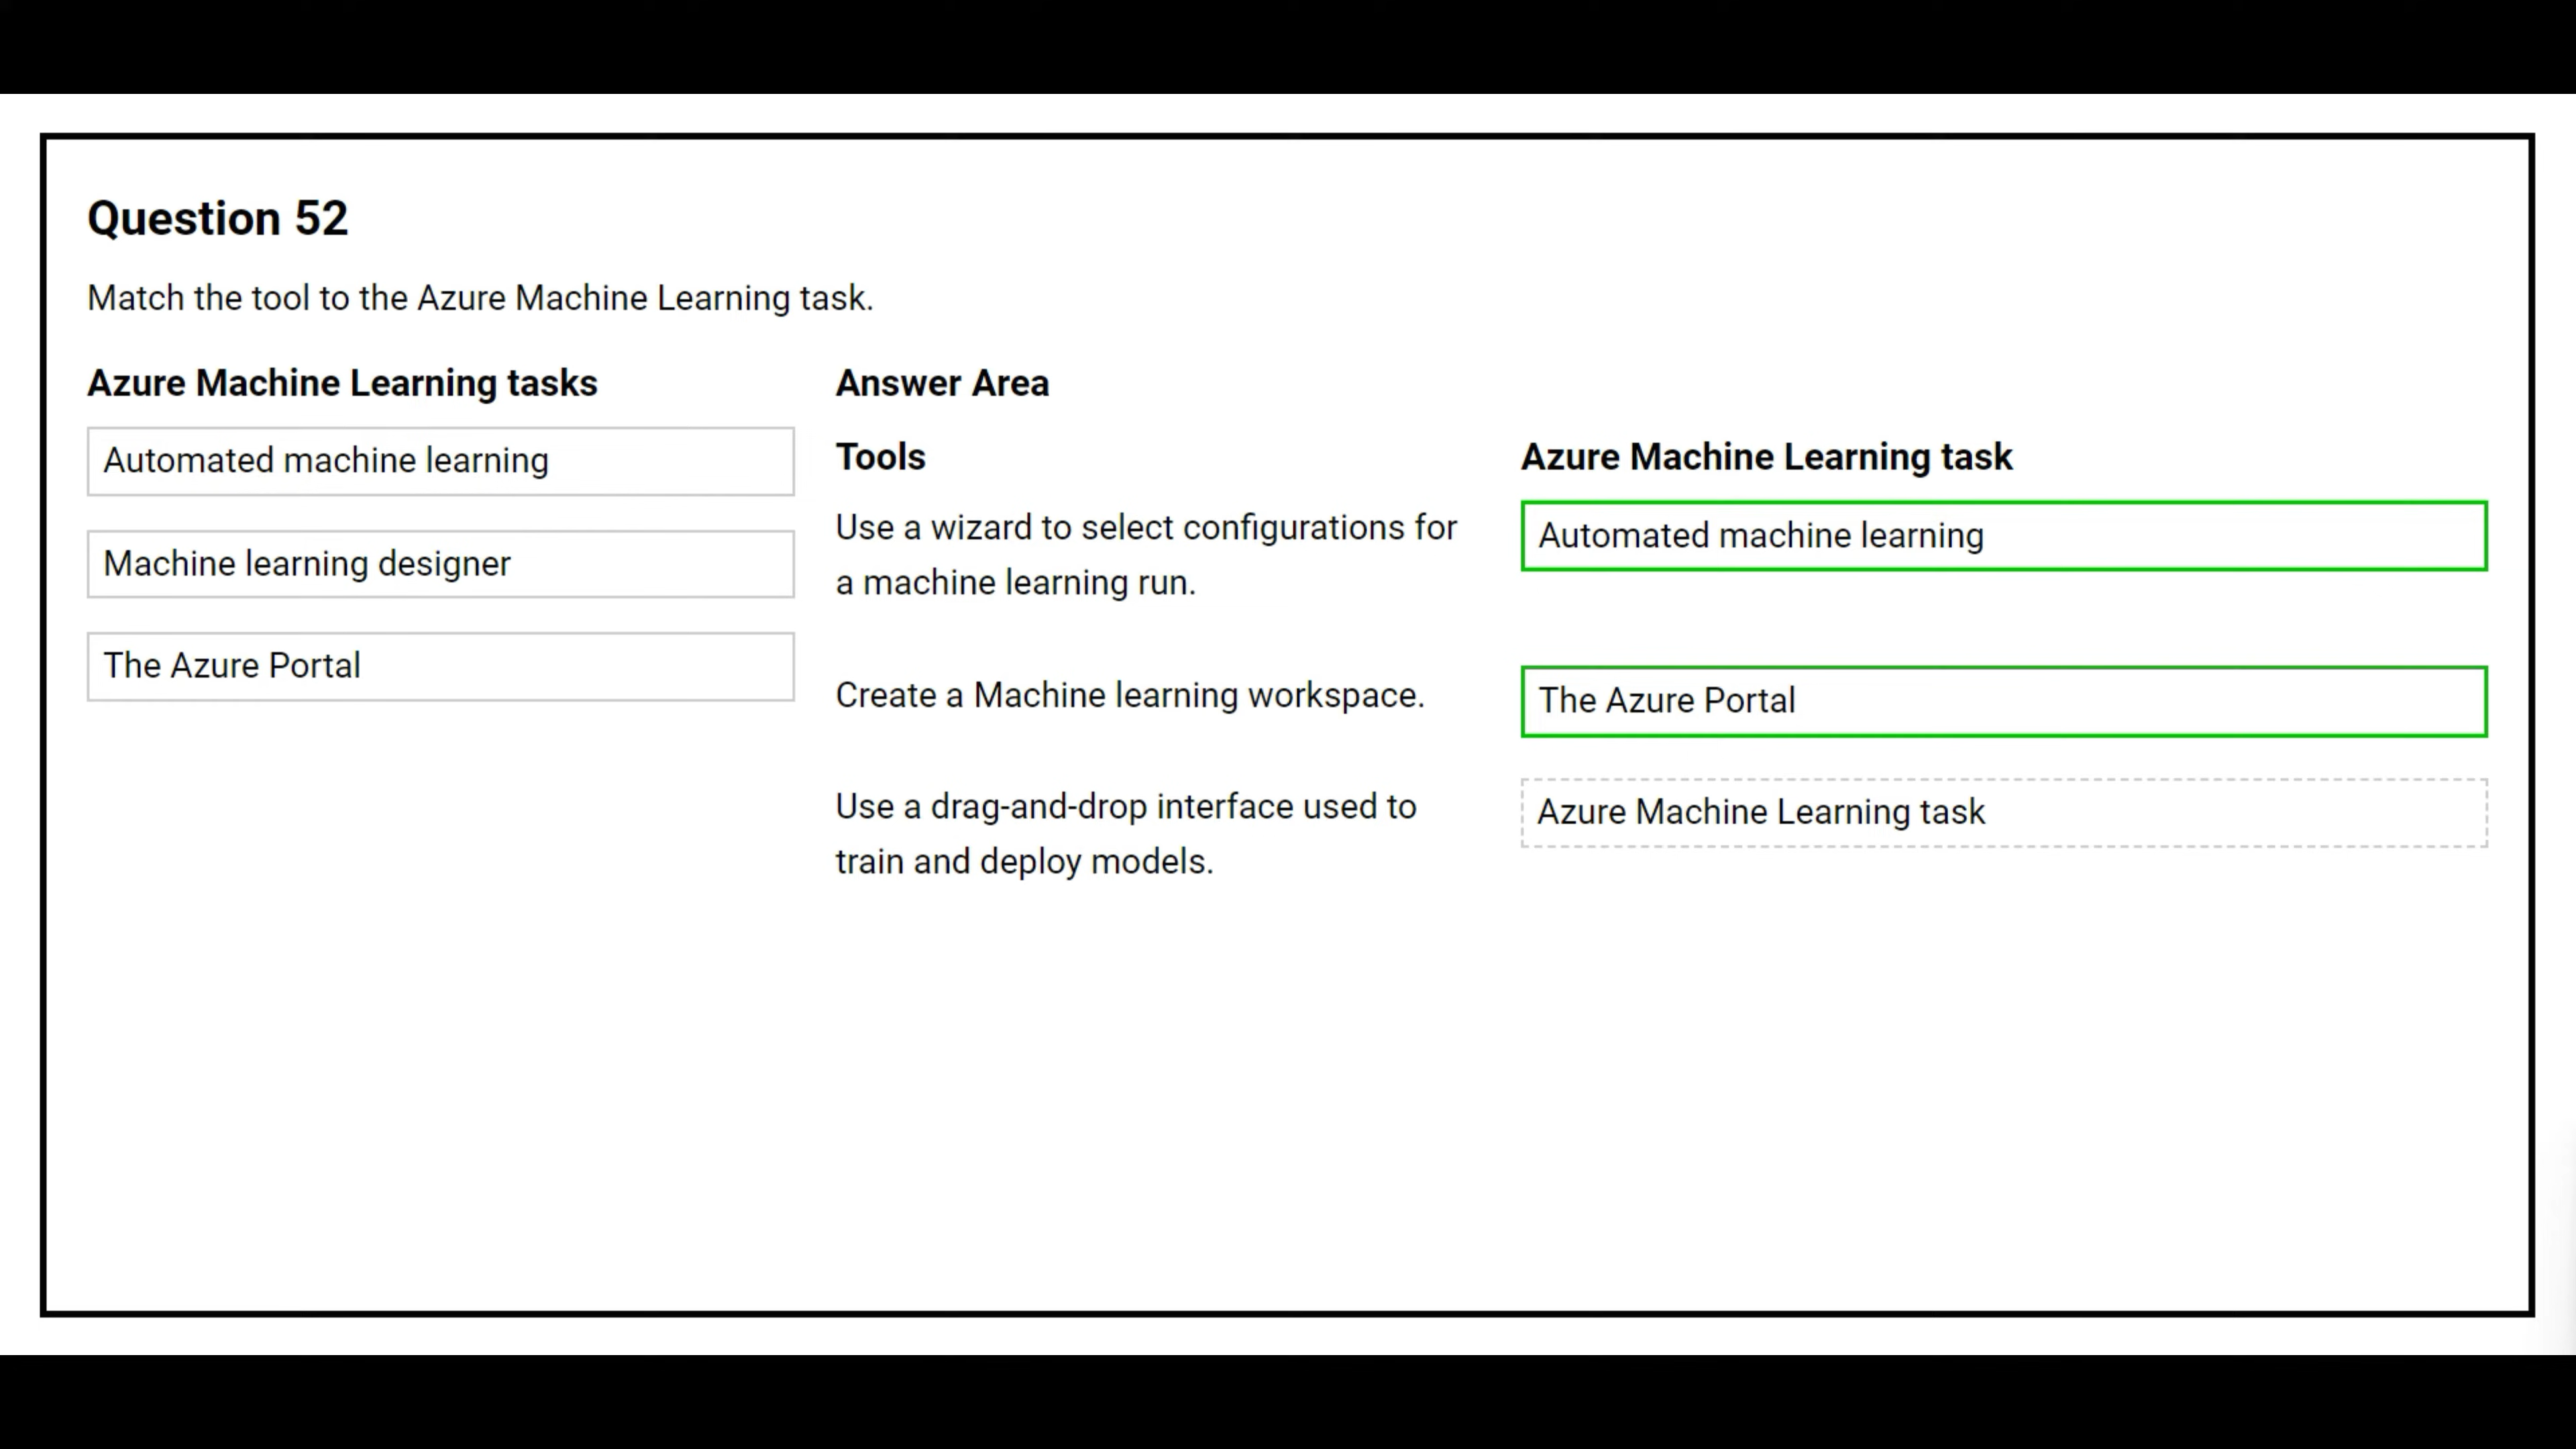 Question 52
Match the tool to the Azure Machine Learning task.
Azure Machine Learning tasks
Automated machine learning
Machine learning designer
The Azure Portal
Answer Area
Tools
Azure Machine Learning task
Use a wizard to select configurations for
a machine learning run.
Automated machine learning
Create a Machine learning workspace.
The Azure Portal
Use a drag-and-drop interface used to
train and deploy models.
Azure Machine Learning task